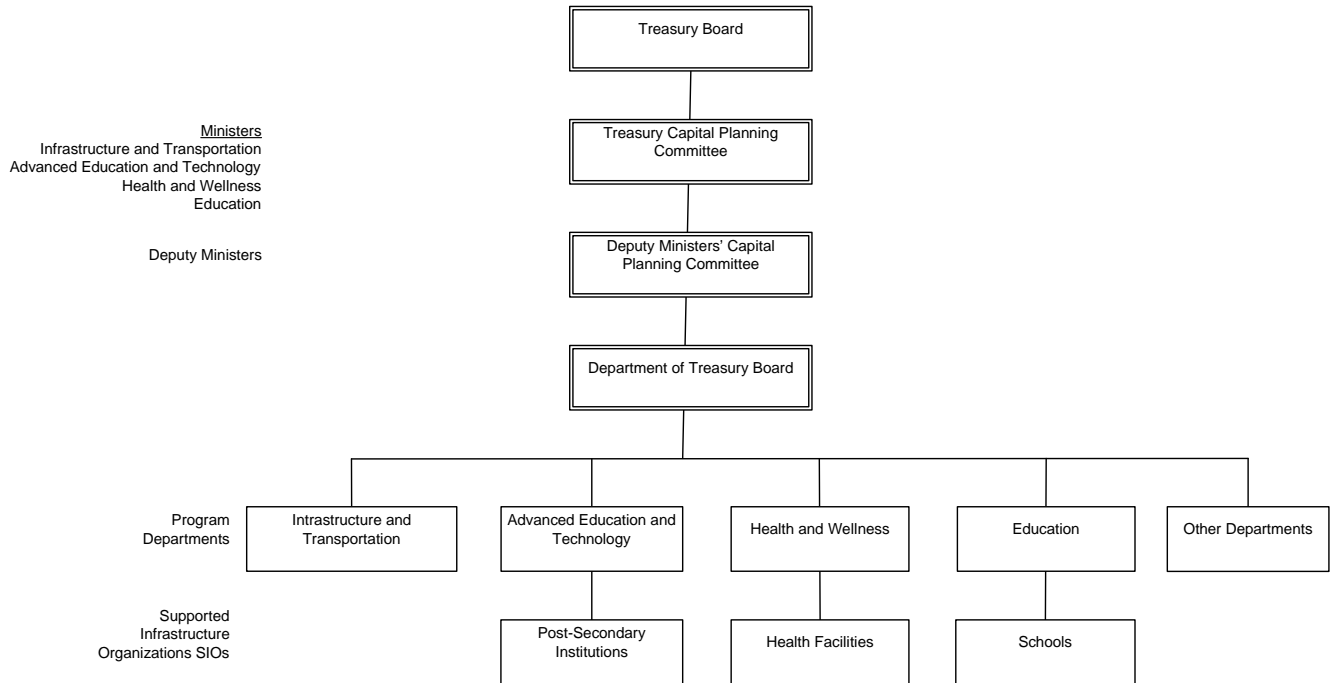 Treasury Board
Ministers
Infrastructure and Transportation
Advanced Education and Technology
Health and Wellness
Education
Treasury Capital Planning
Committee
Deputy Ministers
Deputy Ministers’ Capital
Planning Committee
Department of Treasury Board
Program
Departments
Intrastructure and
Transportation
Advanced Education and
Technology
Health and Wellness
Education
Other Departments
Supported
Infrastructure
Organizations SIOs
Post-Secondary
Institutions
Health Facilities
Schools